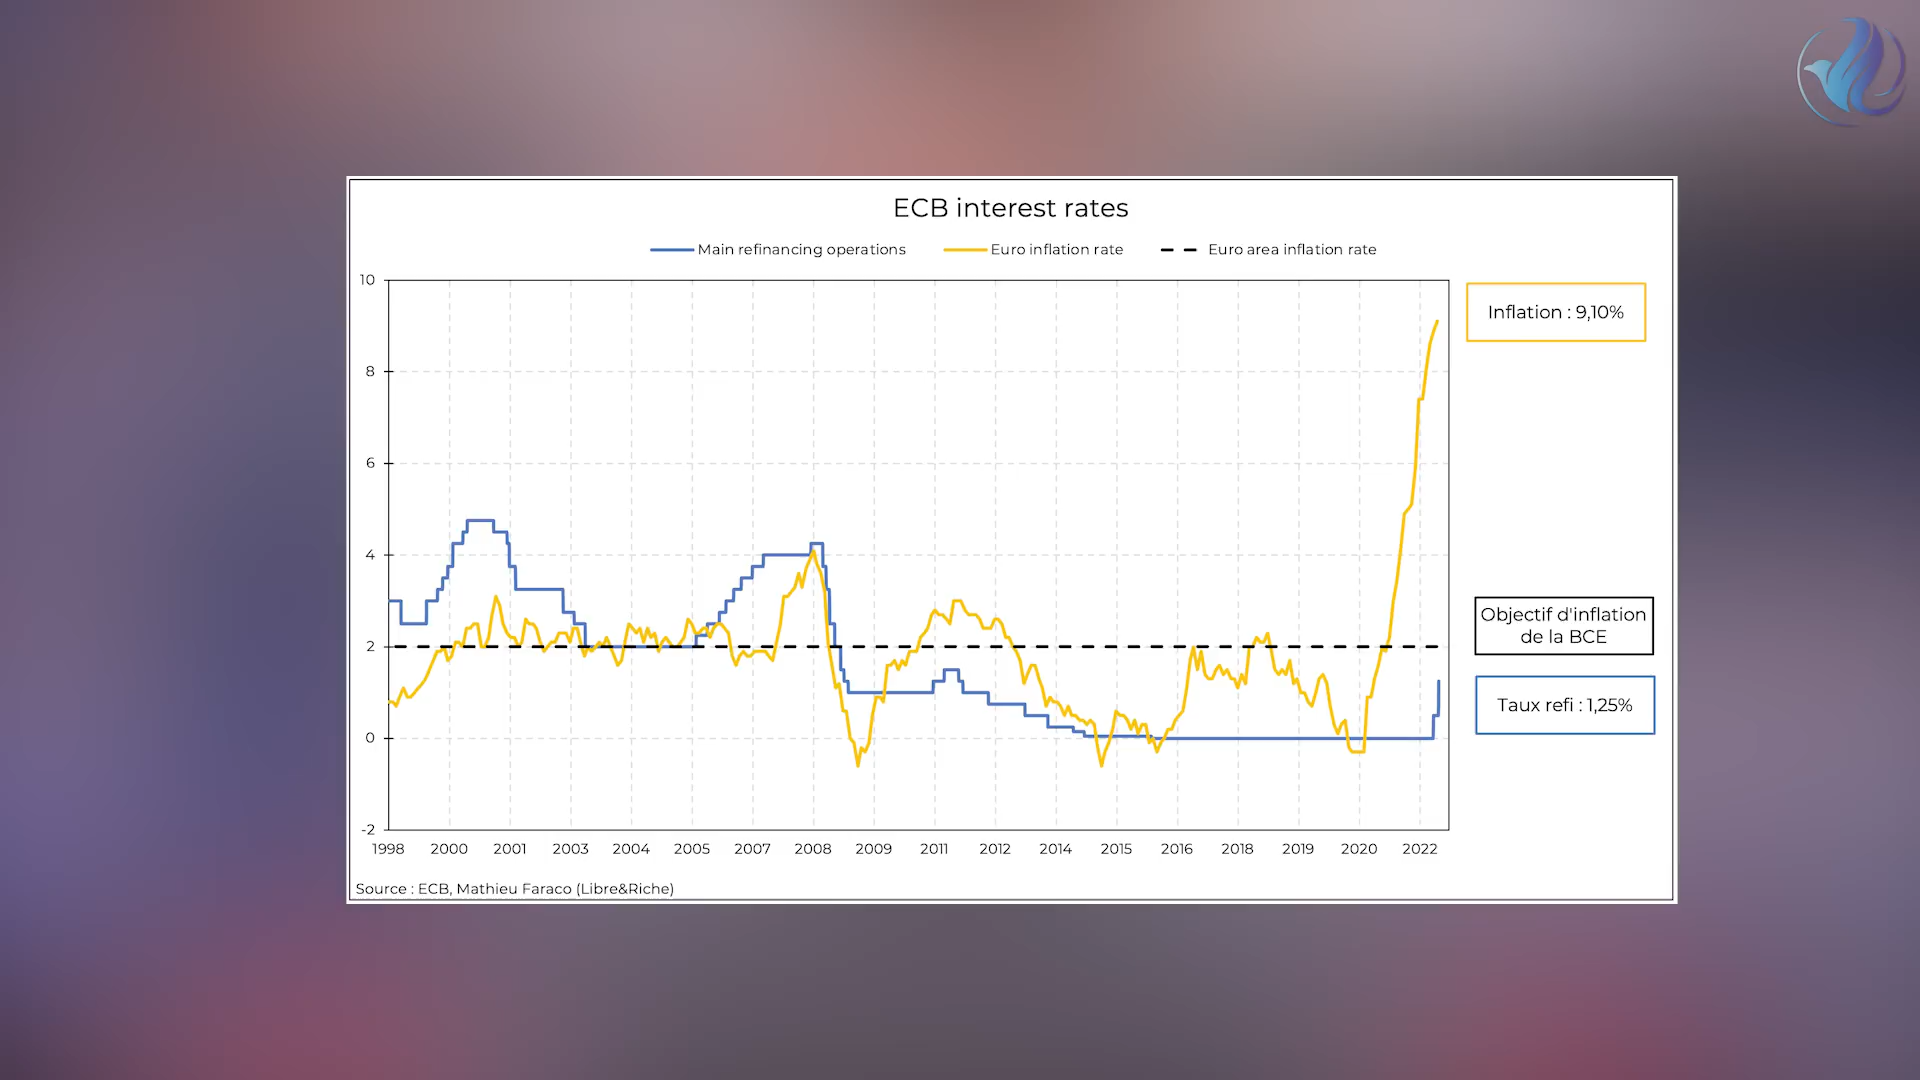 ECB interest rates
Main refinancing operations Euro inflation rate Euro area inflation rate
10
8
6
4
2
0
-2
1998 2000 2001 2003 2004 2005 2007 2008 2009 2011 2012 2014 2015 2016 2018 2019 2020 2022
Inflation : 9,10%
Objectif d'inflation
de la BCE
Taux refi : 1,25%
Source : ECB, Mathieu Faraco (Libre&Riche)